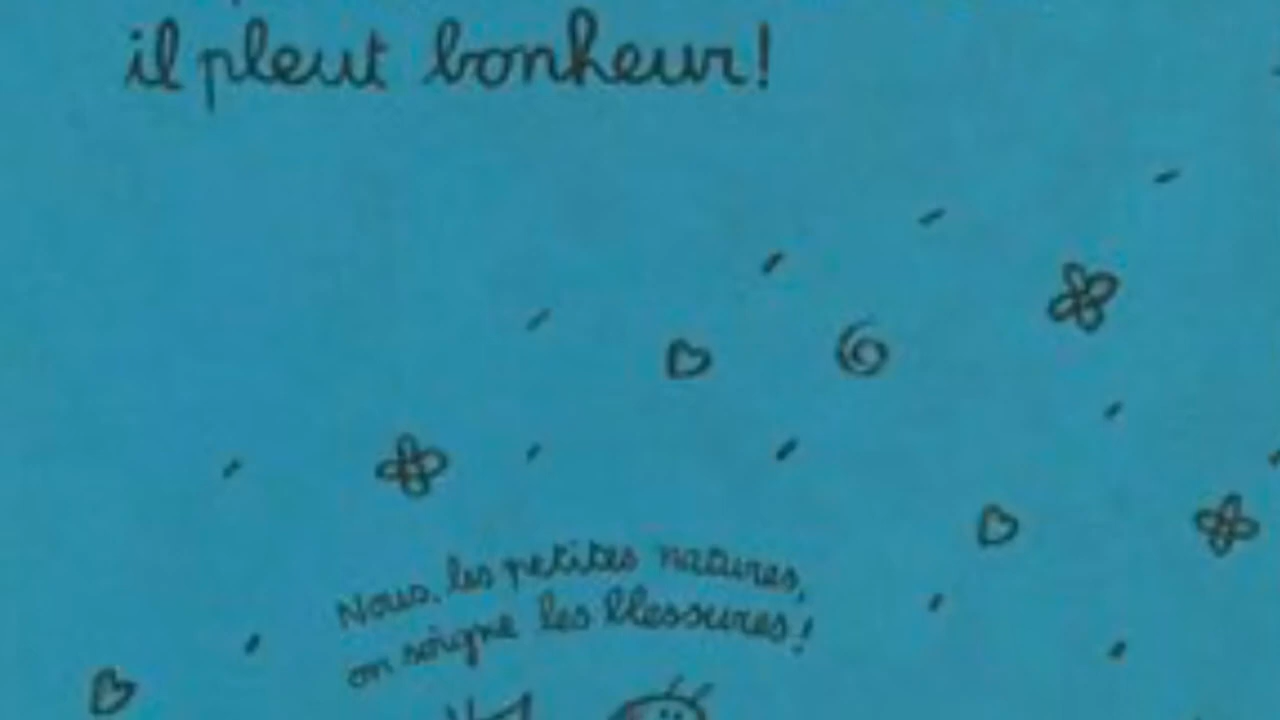 il pleut bonheur!
Nous, les petites natures,
on soigne les blessures!